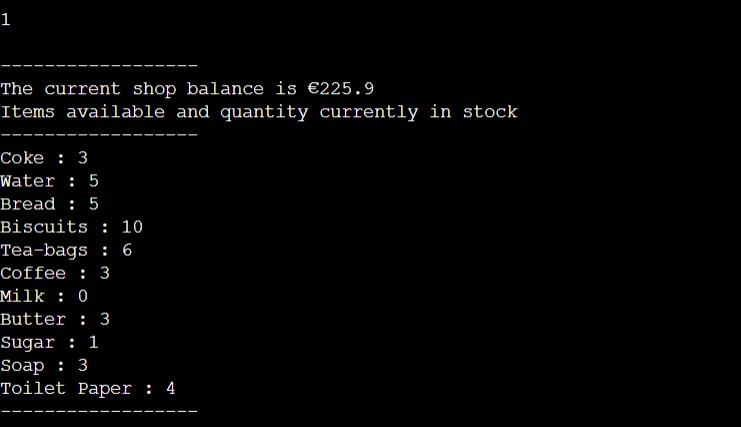 1
------------------
The current shop balance is €225.9
Items available and quantity currently in stock
------------------
Coke : 3
Water : 5
Bread : 5
Biscuits : 10
Tea-bags : 6
Coffee : 3
Milk : 0
Butter : 3
Sugar : 1
Soap : 3
Toilet Paper : 4
------------------